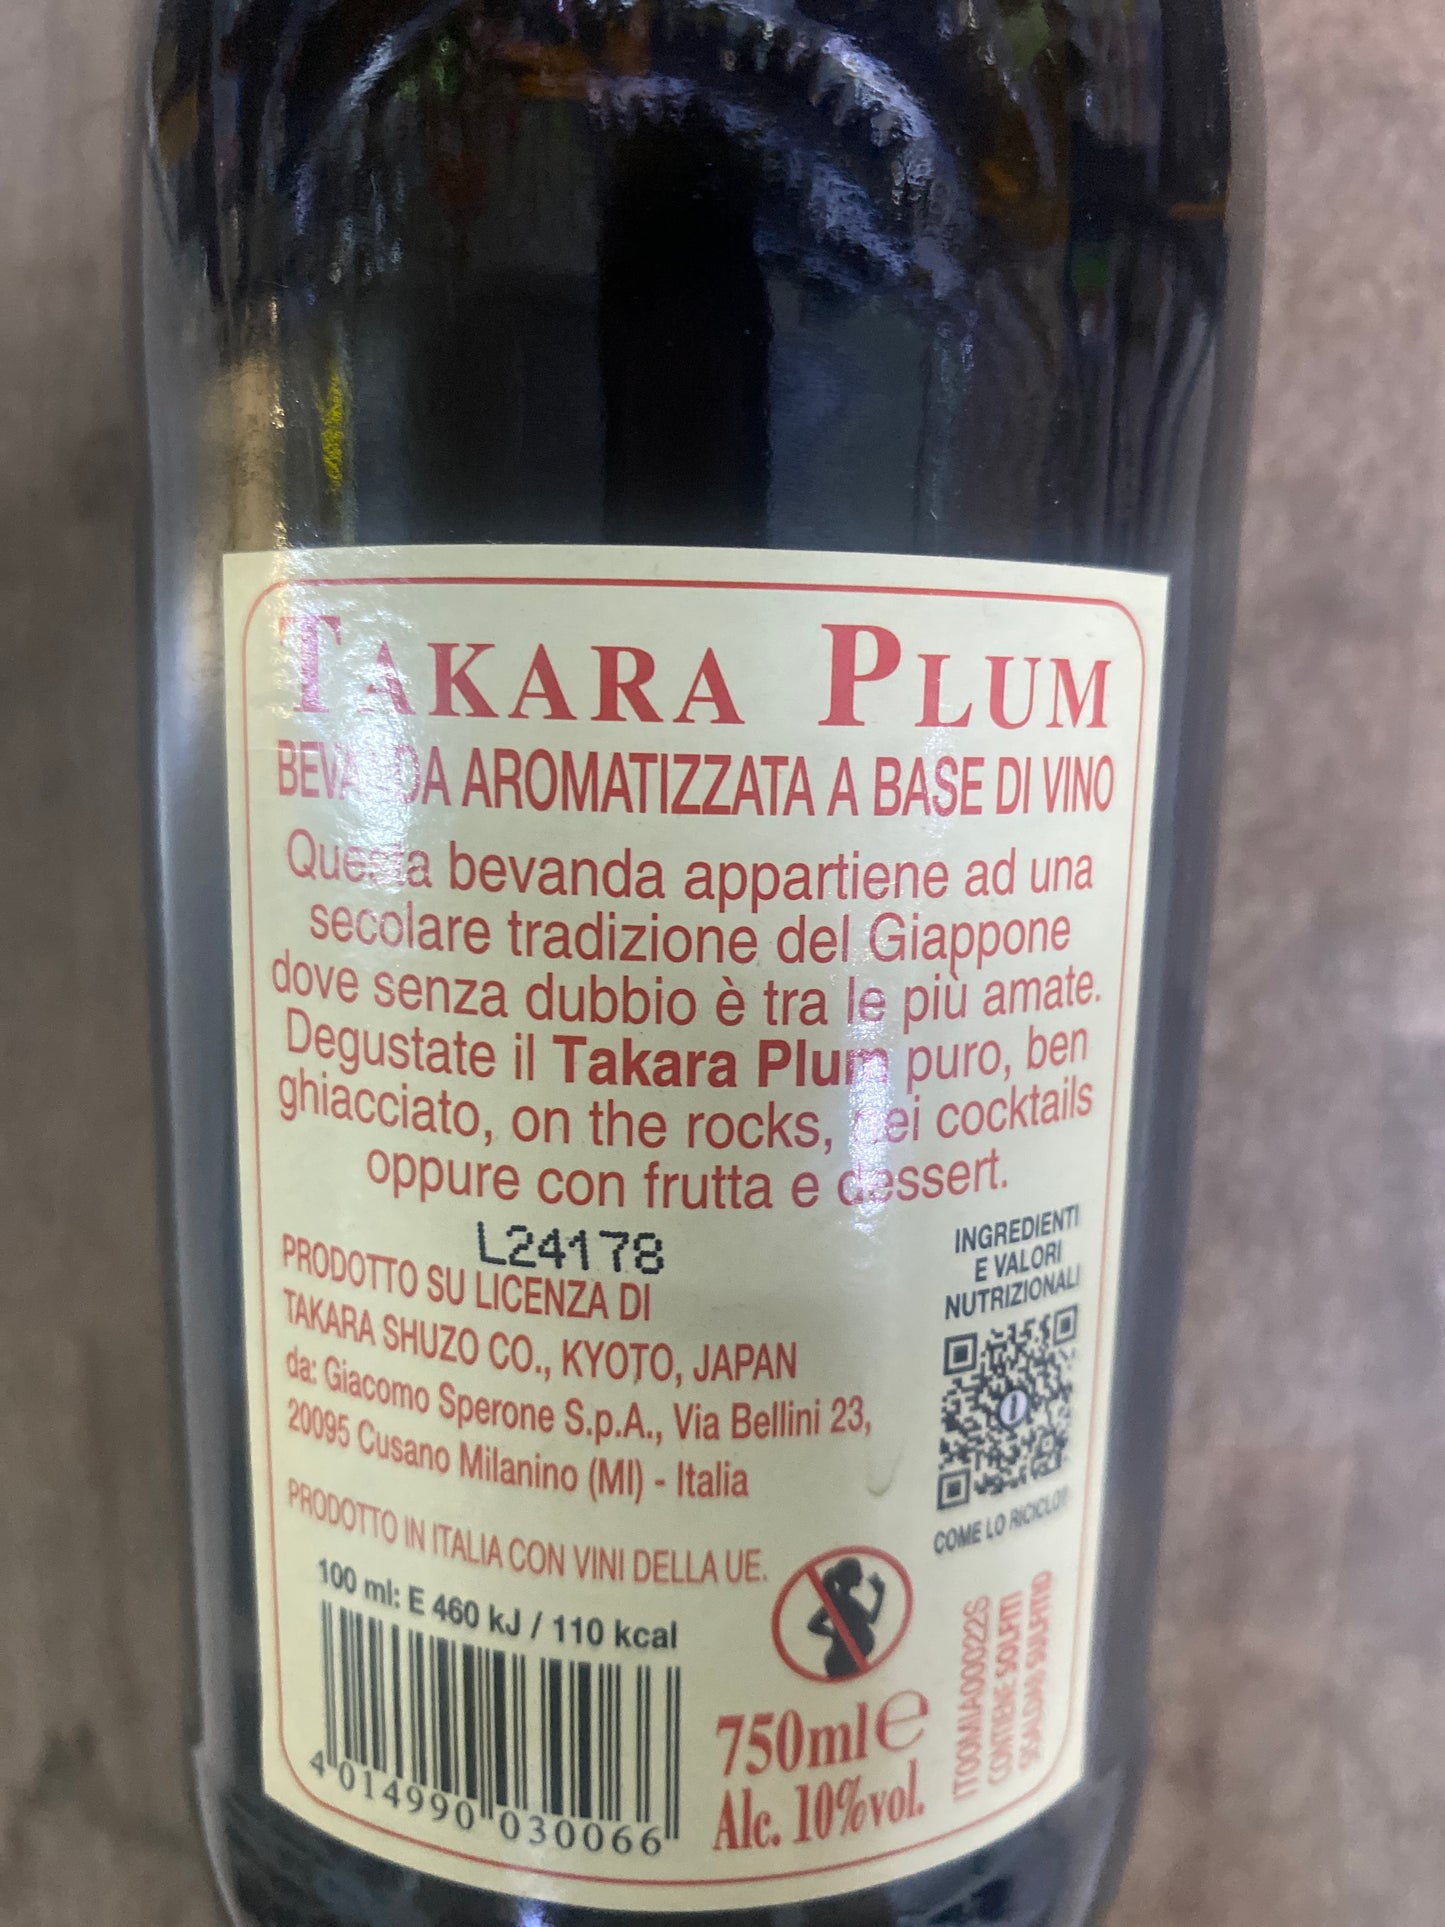 TAKARA PLUM
BEVANDA AROMATIZZATA A BASE DI VINO
Questa bevanda appartiene ad una
secolare tradizione del Giappone
dove senza dubbio è tra le più amate.
Degustate il Takara Plum puro, ben
ghiacciato, on the rocks, nei cocktails
oppure con frutta e dessert.
L24178
PRODOTTO SU LICENZA DI
TAKARA SHUZO CO., KYOTO, JAPAN
da: Giacomo Sperone S.p.A., Via Bellini 23,
20095 Cusano Milanino (MI) - Italia
PRODOTTO IN ITALIA CON VINI DELLA UE.
100 ml: E 460 kJ / 110 kcal
4 014990 030066
750ml e
Alc. 10%vol.
INGREDIENTI
E VALORI
NUTRIZIONALI
COME LO RICICLO?
IT00MIA00022S
CONTIENE SOLFITI